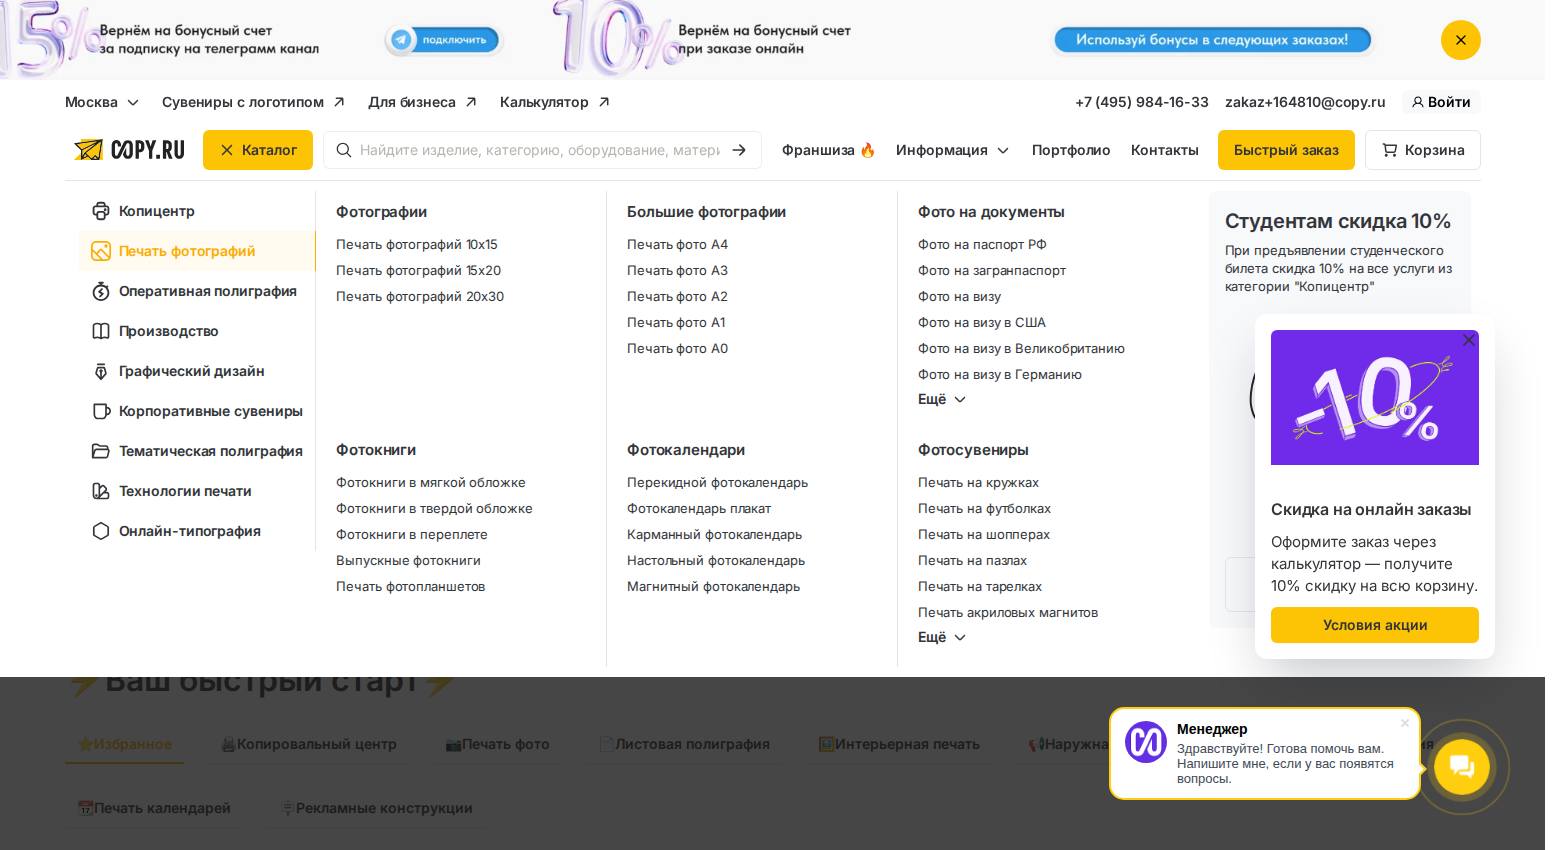 15%
Вернём на бонусный счет
за подписку на телеграмм канал
подключить
10%
Вернём на бонусный счет
при заказе онлайн
Используй бонусы в следующих заказах!
Москва
Сувениры с логотипом
Для бизнеса
Калькулятор
+7 (495) 984-16-33
zakaz+164810@copy.ru
Войти
COPY.RU
Каталог
Найдите изделие, категорию, оборудование, матери
Франшиза 🔥
Информация
Портфолио
Контакты
Быстрый заказ
Корзина
Копицентр
Печать фотографий
Оперативная полиграфия
Производство
Графический дизайн
Корпоративные сувениры
Тематическая полиграфия
Технологии печати
Онлайн-типография
Фотографии
Печать фотографий 10х15
Печать фотографий 15х20
Печать фотографий 20х30
Большие фотографии
Печать фото А4
Печать фото А3
Печать фото А2
Печать фото А1
Печать фото А0
Фото на документы
Фото на паспорт РФ
Фото на загранпаспорт
Фото на визу
Фото на визу в США
Фото на визу в Великобританию
Фото на визу в Германию
Ещё
Фотокниги
Фотокниги в мягкой обложке
Фотокниги в твердой обложке
Фотокниги в переплете
Выпускные фотокниги
Печать фотопланшетов
Фотокалендари
Перекидной фотокалендарь
Фотокалендарь плакат
Карманный фотокалендарь
Настольный фотокалендарь
Магнитный фотокалендарь
Фотосувениры
Печать на кружках
Печать на футболках
Печать на шопперах
Печать на пазлах
Печать на тарелках
Печать акриловых магнитов
Ещё
Студентам скидка 10%
При предъявлении студенческого
билета скидка 10% на все услуги из
категории "Копицентр"
-10%
Скидка на онлайн заказы
Оформите заказ через
калькулятор — получите
10% скидку на всю корзину.
Условия акции
⚡Ваш быстрый старт⚡
⭐Избранное
🖨️Копировальный центр
📷Печать фото
📄Листовая полиграфия
🖼️Интерьерная печать
📢Наружна
📆Печать календарей
🪧Рекламные конструкции
Менеджер
Здравствуйте! Готова помочь вам.
Напишите мне, если у вас появятся
вопросы.